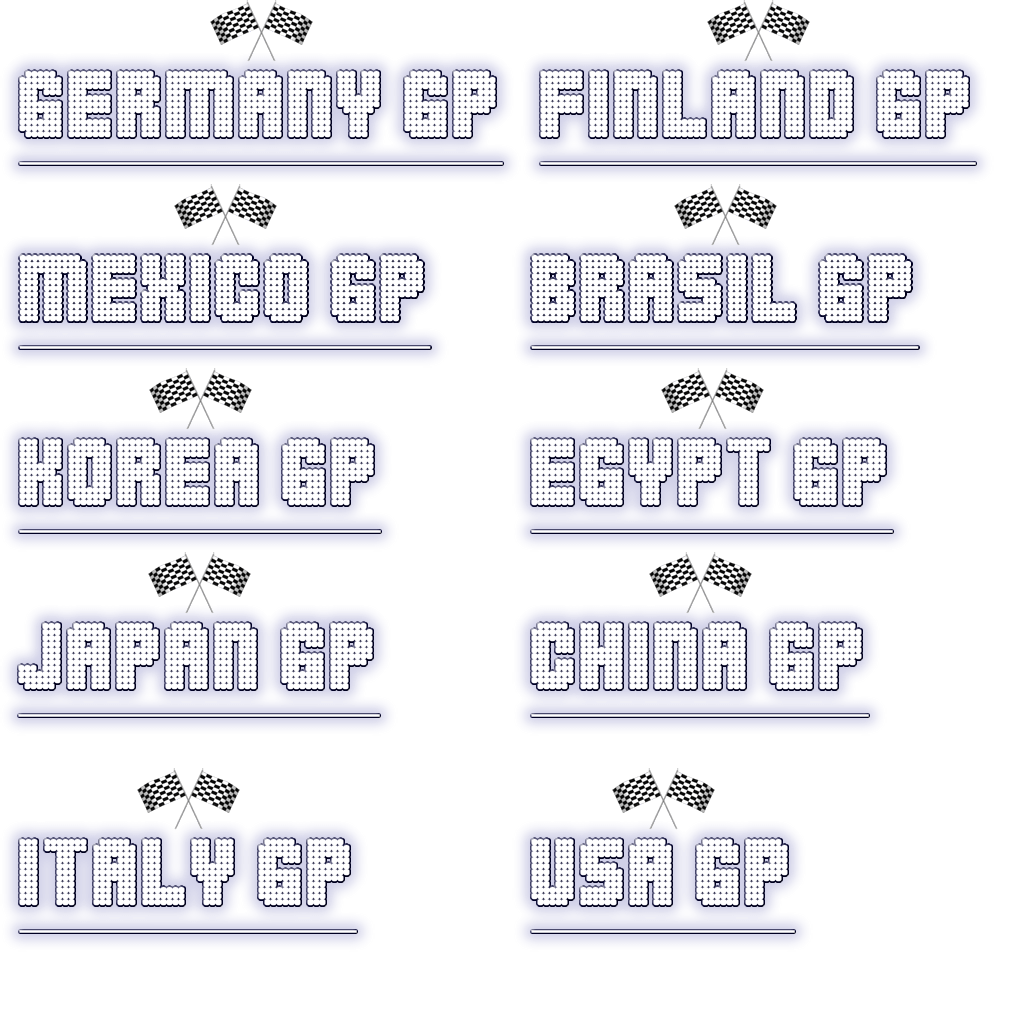 GERMANY GP
FINLAND GP
MEXICO GP
BRASIL GP
KOREA GP
EGYPT GP
JAPAN GP
CHINA GP
ITALY GP
USA GP